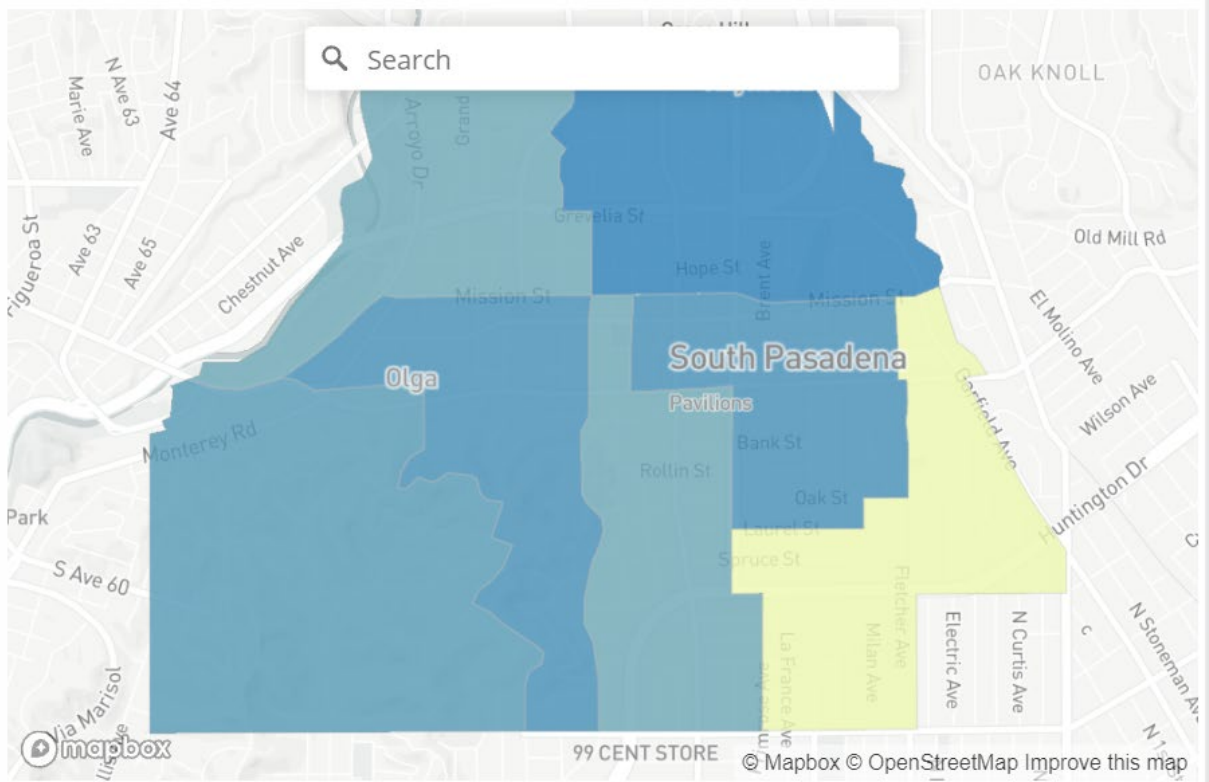 Search
OAK KNOLL
N Ave 63
Marie Ave
Ave 64
Arroyo Dr
Grand
Grevelia St
Figueroa St
Ave 63
Ave 65
Chestnut Ave
Old Mill Rd
Hope St
Brent Ave
Mission St
Mission St
El Molino Ave
South Pasadena
Olga
Pavilions
Garfield Ave
Wilson Ave
Monterey Rd
Bank St
Rollin St
Oak St
Huntington Dr
Park
Laurel St
Spruce St
S Ave 60
Fletcher Ave
Milan Ave
La France Ave
Electric Ave
N Curtis Ave
N Stoneman Ave
Via Marisol
mapbox
99 CENT STORE
© Mapbox © OpenStreetMap Improve this map